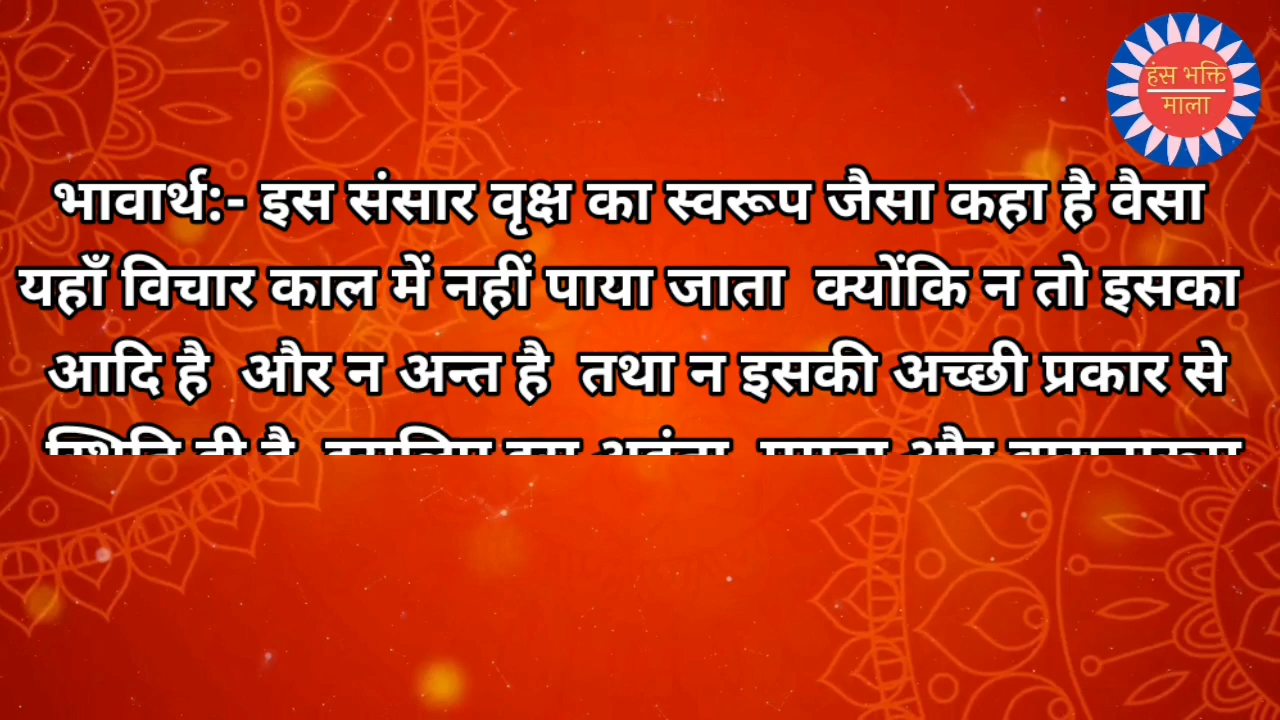 हंस भक्ति
माला
भावार्थ:- इस संसार वृक्ष का स्वरूप जैसा कहा है वैसा
यहाँ विचार काल में नहीं पाया जाता क्योंकि न तो इसका
आदि है और न अन्त है तथा न इसकी अच्छी प्रकार से